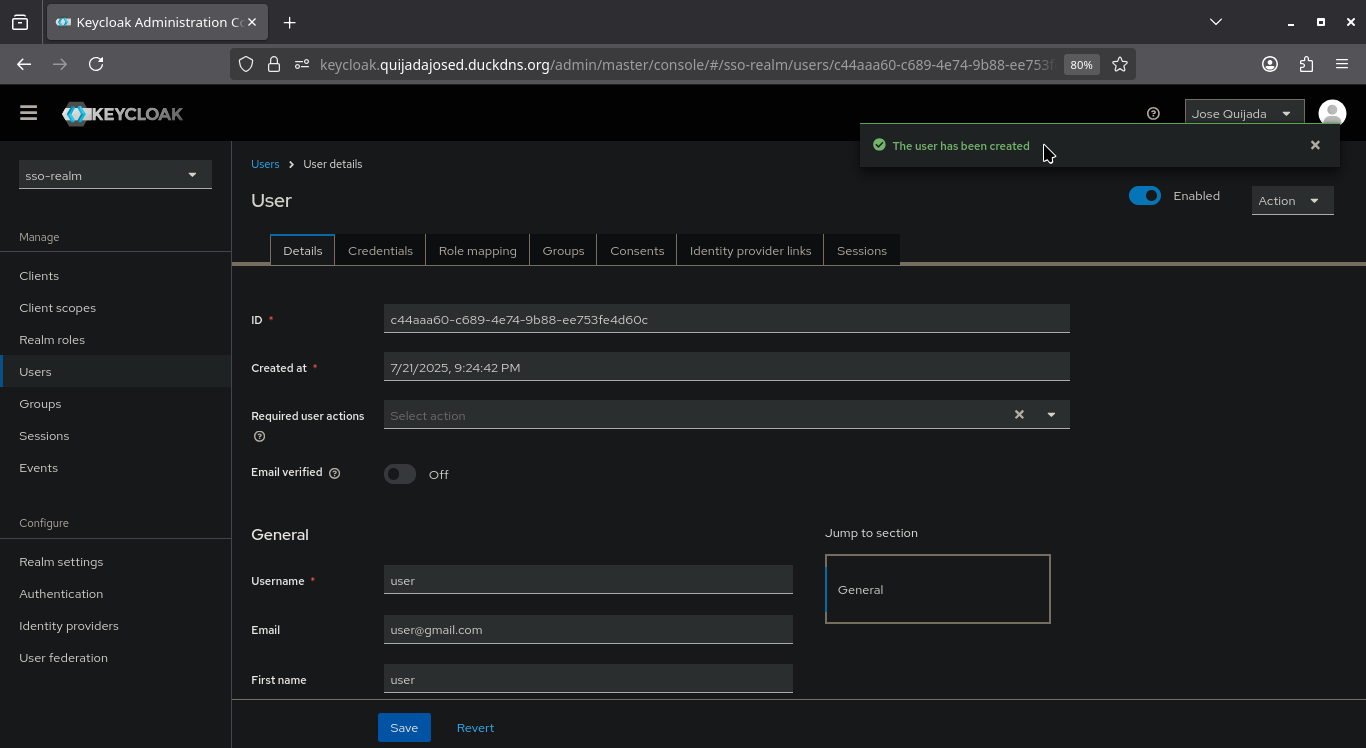 Keycloak Administration Co
keycloak.quijadajosed.duckdns.org/admin/master/console/#/sso-realm/users/c44aaa60-c689-4e74-9b88-ee753f
80%
KEYCLOAK
Jose Quijada
The user has been created
sso-realm
Manage
Clients
Client scopes
Realm roles
Users
Groups
Sessions
Events
Configure
Realm settings
Authentication
Identity providers
User federation
Users > User details
User
Enabled
Action
Details Credentials Role mapping Groups Consents Identity provider links Sessions
ID *
c44aaa60-c689-4e74-9b88-ee753fe4d60c
Created at *
7/21/2025, 9:24:42 PM
Required user actions
Select action
Email verified
Off
General
Jump to section
General
Username *
user
Email
user@gmail.com
First name
user
Save
Revert